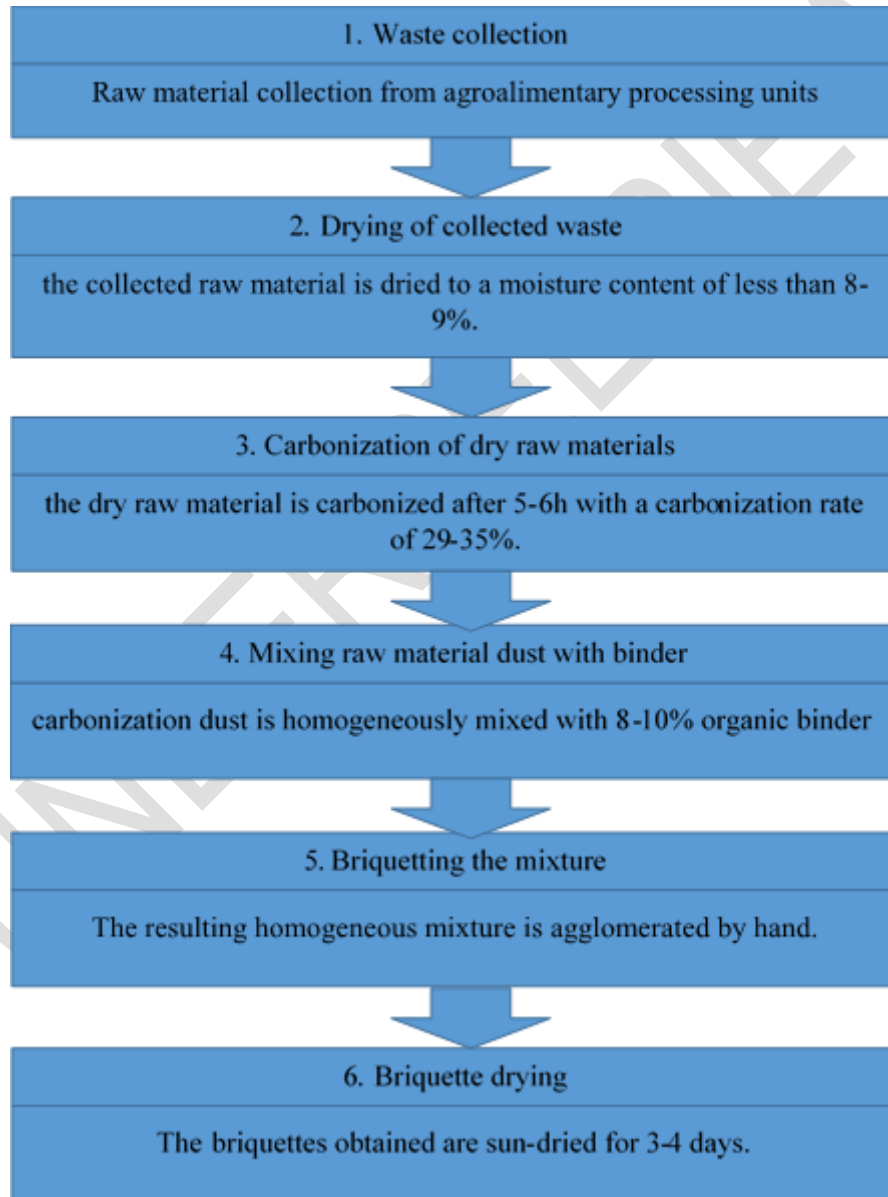 1. Waste collection
Raw material collection from agroalimentary processing units
2. Drying of collected waste
the collected raw material is dried to a moisture content of less than 8-
9%.
3. Carbonization of dry raw materials
the dry raw material is carbonized after 5-6h with a carbonization rate
of 29-35%.
4. Mixing raw material dust with binder
carbonization dust is homogeneously mixed with 8-10% organic binder
5. Briquetting the mixture
The resulting homogeneous mixture is agglomerated by hand.
6. Briquette drying
The briquettes obtained are sun-dried for 3-4 days.